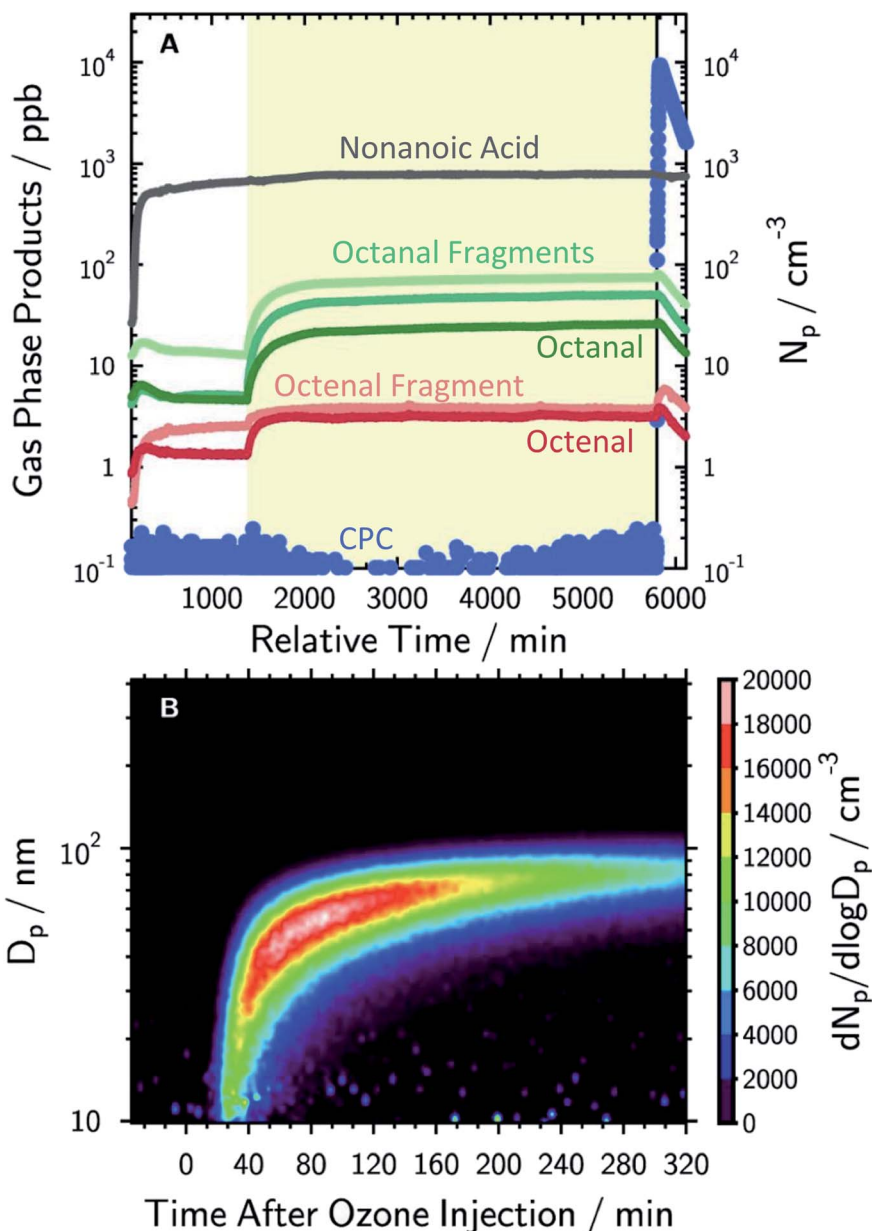 A
Gas Phase Products / ppb
10^4
10^3
10^2
10
1
10^-1
Nonanoic Acid
Octanal Fragments
Octanal
Octenal Fragment
Octenal
CPC
10^4
10^3
10^2
10
1
10^-1
N_p / cm^-3
1000 2000 3000 4000 5000 6000
Relative Time / min
B
D_p / nm
10^2
10
0 40 80 120 160 200 240 280 320
Time After Ozone Injection / min
20000
18000
16000
14000
12000
10000
8000
6000
4000
2000
0
dN_p/dlogD_p / cm^-3